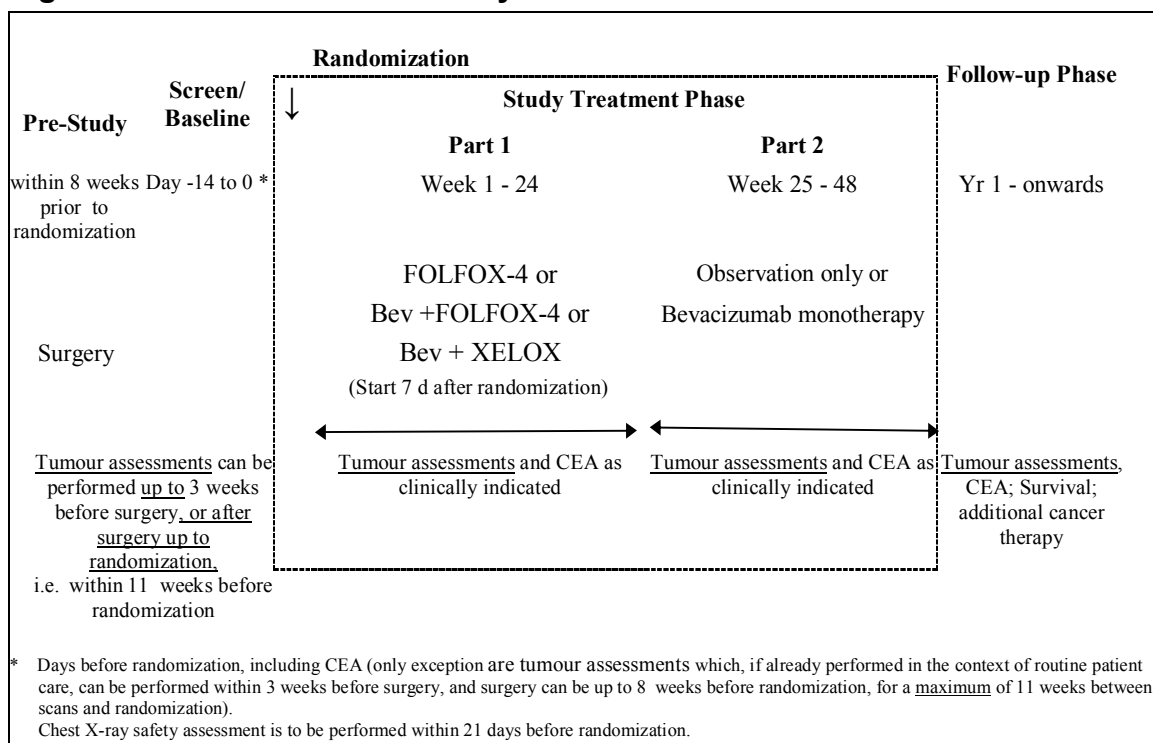 Randomization
Follow-up Phase
Screen/
Baseline
↓
Study Treatment Phase
Pre-Study
Part 1
Part 2
within 8 weeks Day -14 to 0 *
prior to
randomization
Week 1 - 24
Week 25 - 48
Yr 1 - onwards
FOLFOX-4 or
Bev +FOLFOX-4 or
Bev + XELOX
(Start 7 d after randomization)
Observation only or
Bevacizumab monotherapy
Surgery
Tumour assessments can be
performed up to 3 weeks
before surgery, or after
surgery up to
randomization,
i.e. within 11 weeks before
randomization
Tumour assessments and CEA as
clinically indicated
Tumour assessments and CEA as
clinically indicated
Tumour assessments,
CEA; Survival;
additional cancer
therapy
* Days before randomization, including CEA (only exception are tumour assessments which, if already performed in the context of routine patient
care, can be performed within 3 weeks before surgery, and surgery can be up to 8 weeks before randomization, for a maximum of 11 weeks between
scans and randomization).
Chest X-ray safety assessment is to be performed within 21 days before randomization.